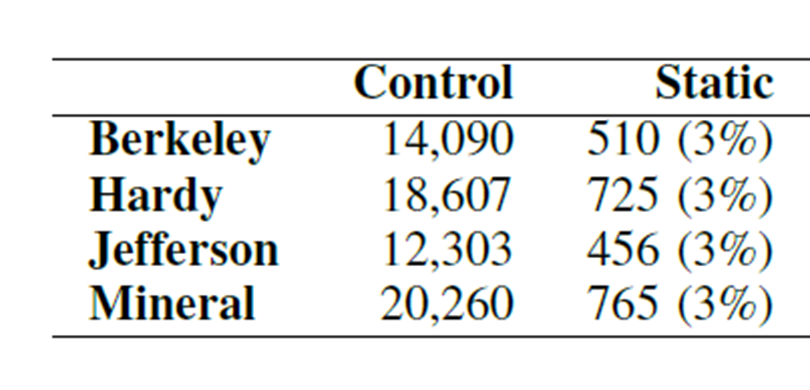 Control Static
Berkeley 14,090 510 (3%)
Hardy 18,607 725 (3%)
Jefferson 12,303 456 (3%)
Mineral 20,260 765 (3%)